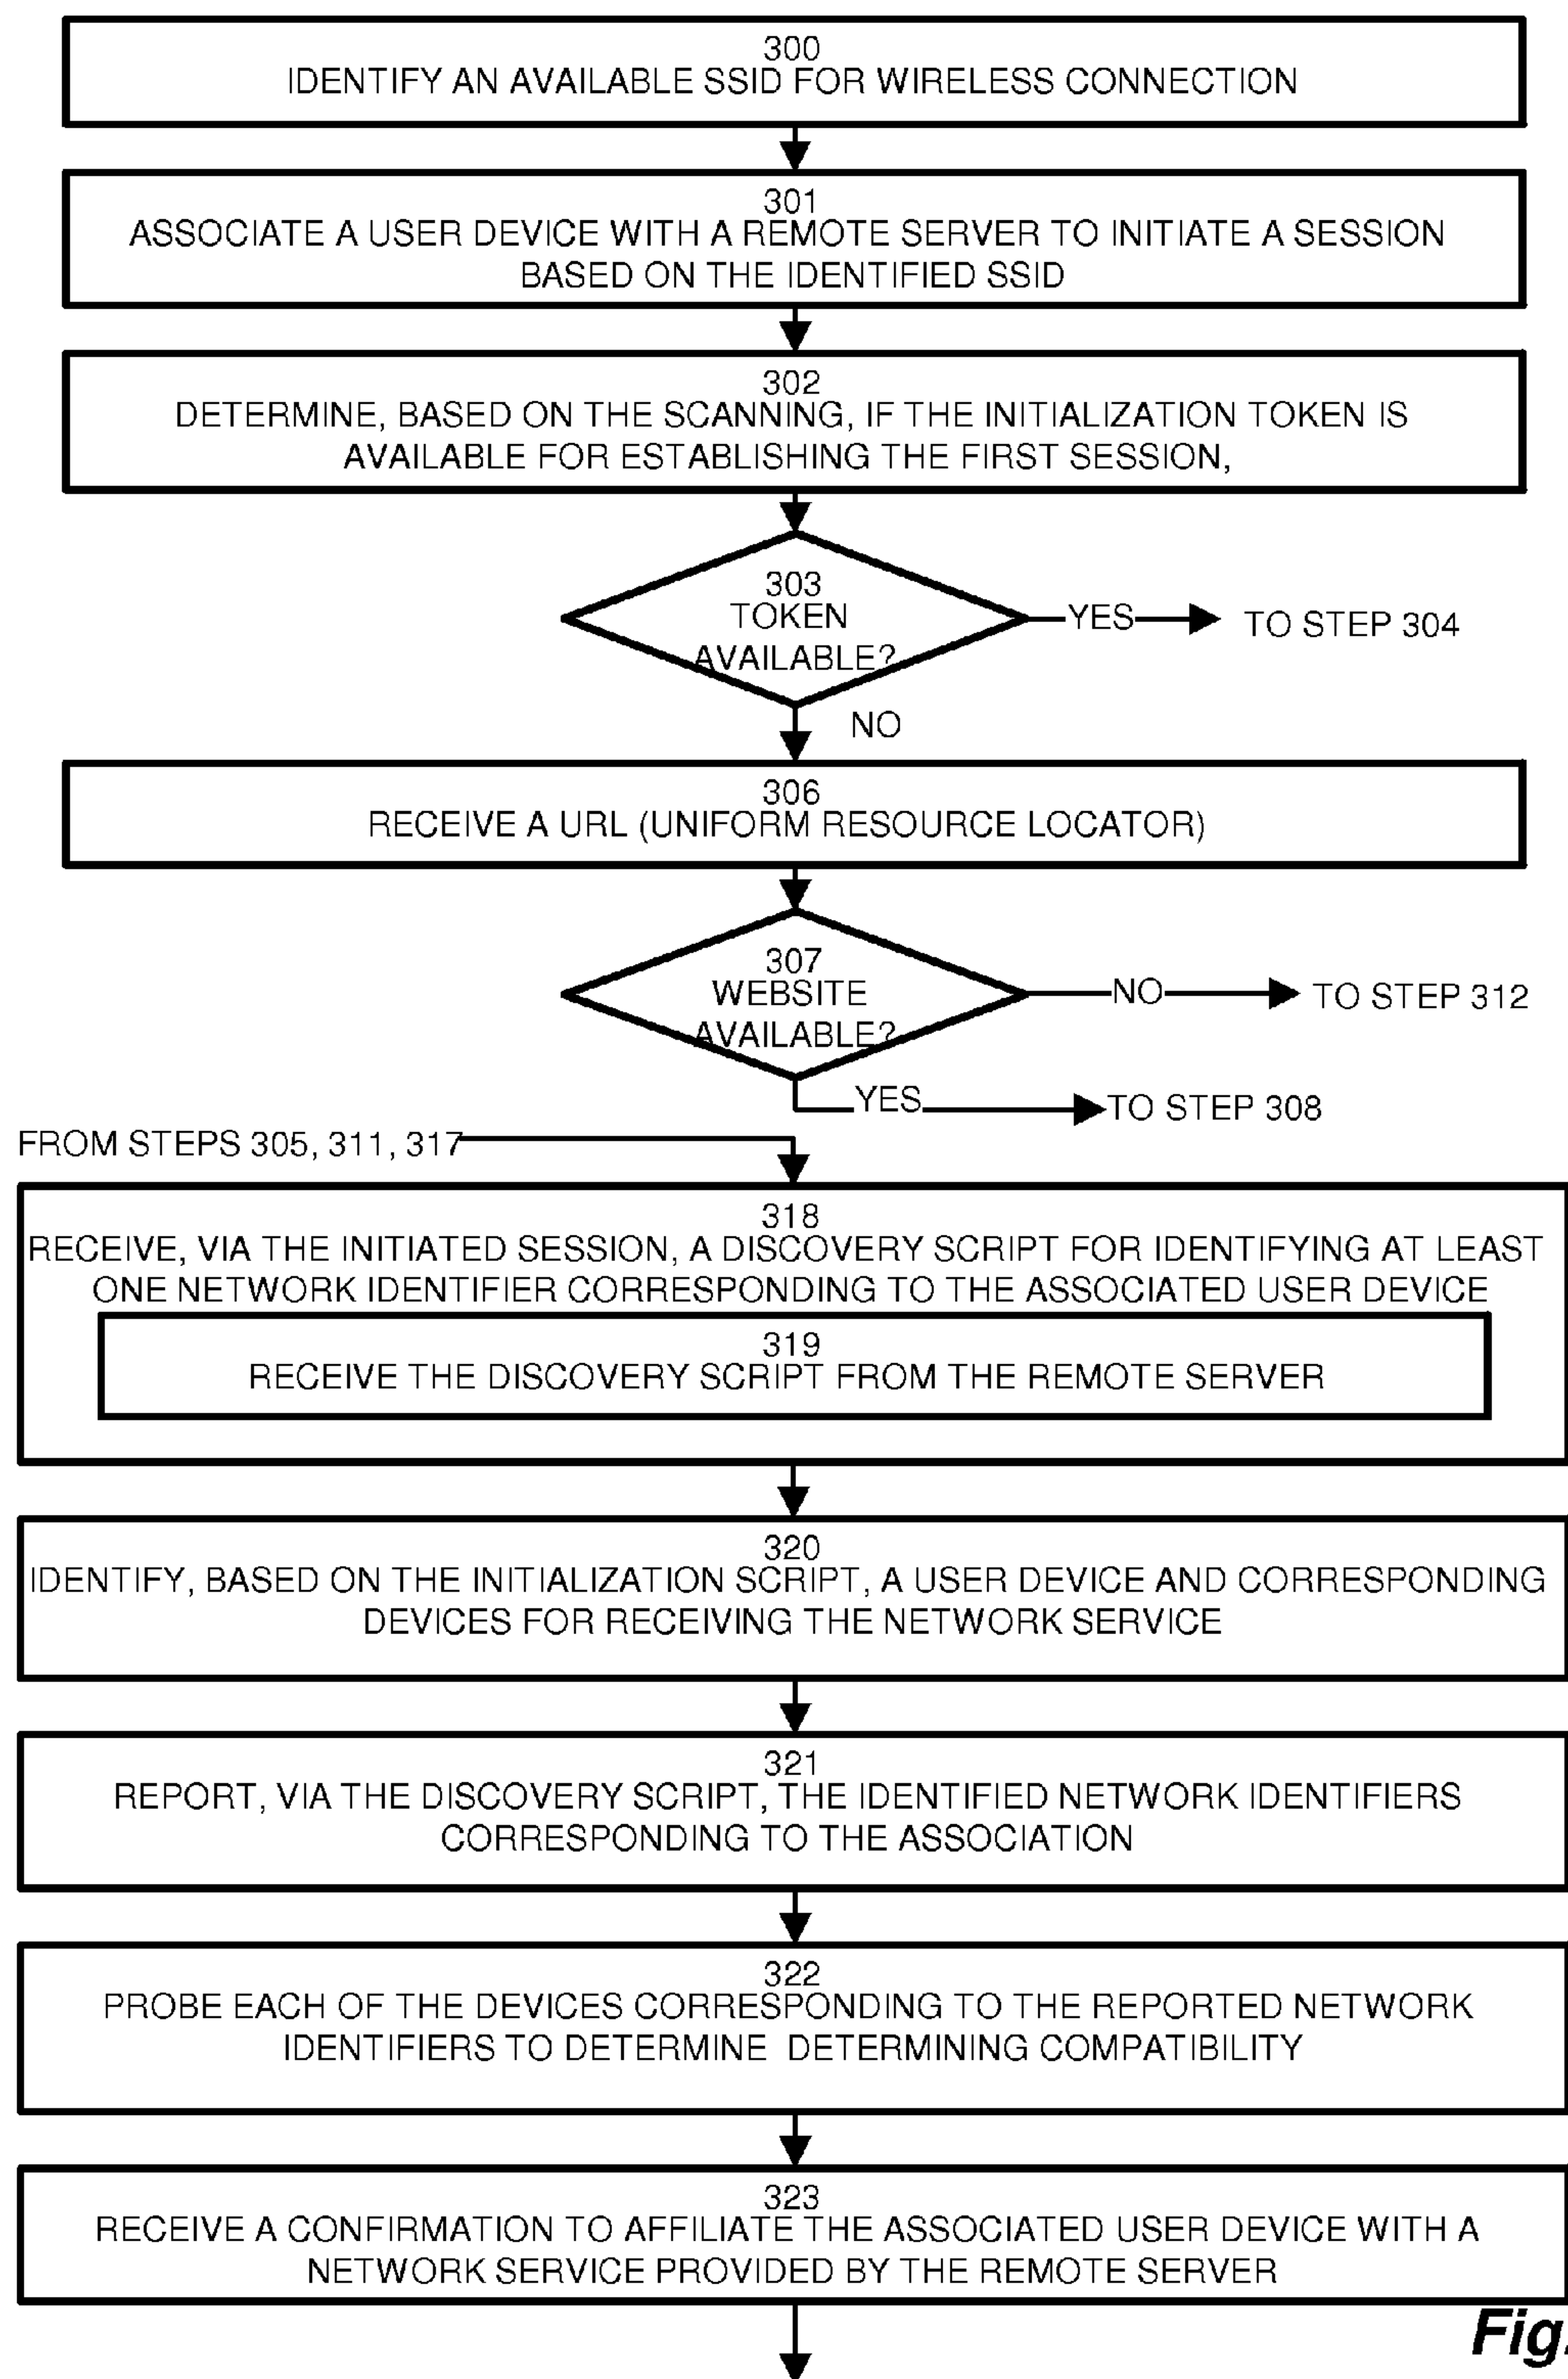 300
IDENTIFY AN AVAILABLE SSID FOR WIRELESS CONNECTION
301
ASSOCIATE A USER DEVICE WITH A REMOTE SERVER TO INITIATE A SESSION
BASED ON THE IDENTIFIED SSID
302
DETERMINE, BASED ON THE SCANNING, IF THE INITIALIZATION TOKEN IS
AVAILABLE FOR ESTABLISHING THE FIRST SESSION,
303
TOKEN
AVAILABLE?
YES
TO STEP 304
NO
306
RECEIVE A URL (UNIFORM RESOURCE LOCATOR)
307
WEBSITE
AVAILABLE?
NO
TO STEP 312
YES
TO STEP 308
FROM STEPS 305, 311, 317
318
RECEIVE, VIA THE INITIATED SESSION, A DISCOVERY SCRIPT FOR IDENTIFYING AT LEAST
ONE NETWORK IDENTIFIER CORRESPONDING TO THE ASSOCIATED USER DEVICE
319
RECEIVE THE DISCOVERY SCRIPT FROM THE REMOTE SERVER
320
IDENTIFY, BASED ON THE INITIALIZATION SCRIPT, A USER DEVICE AND CORRESPONDING
DEVICES FOR RECEIVING THE NETWORK SERVICE
321
REPORT, VIA THE DISCOVERY SCRIPT, THE IDENTIFIED NETWORK IDENTIFIERS
CORRESPONDING TO THE ASSOCIATION
322
PROBE EACH OF THE DEVICES CORRESPONDING TO THE REPORTED NETWORK
IDENTIFIERS TO DETERMINE DETERMINING COMPATIBILITY
323
RECEIVE A CONFIRMATION TO AFFILIATE THE ASSOCIATED USER DEVICE WITH A
NETWORK SERVICE PROVIDED BY THE REMOTE SERVER
Fig.